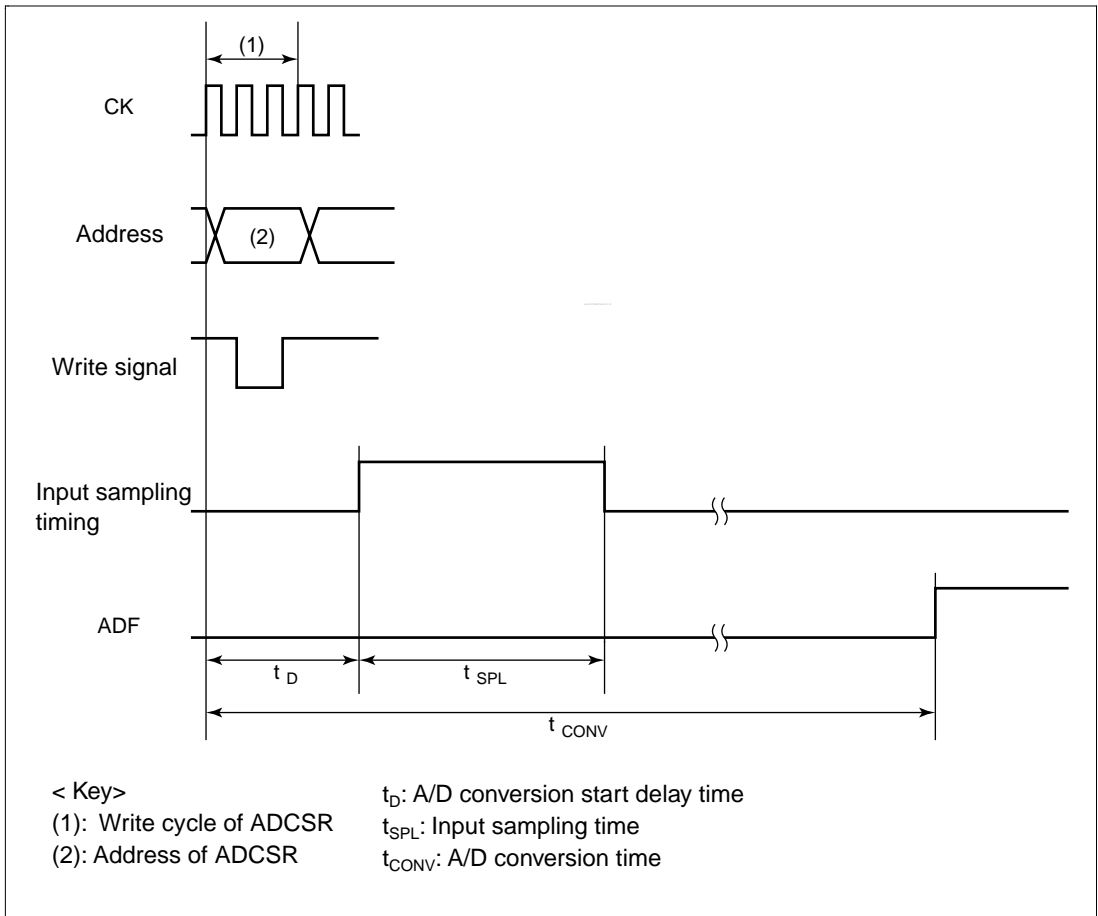 (1)
CK
Address
(2)
Write signal
Input sampling
timing
ADF
t D
t SPL
t CONV
< Key>
(1): Write cycle of ADCSR
(2): Address of ADCSR
tD: A/D conversion start delay time
tSPL: Input sampling time
tCONV: A/D conversion time